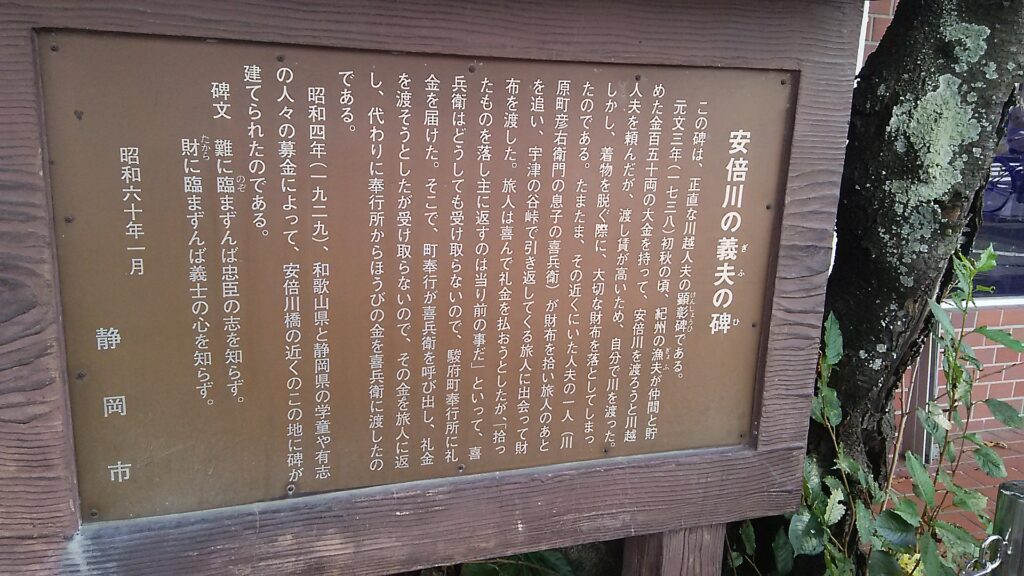 安倍川の義夫の碑
ぎふひ
この碑は、正直な川越人夫の顕彰碑である。
けんしょうひ
元文三年(一七三八)初秋の頃、紀州の漁夫が仲間と貯
ぎょふ
めた金百五十両の大金を持って、安倍川を渡ろうと川越
人夫を頼んだが、渡し賃が高いため、自分で川を渡った。
しかし、着物を脱ぐ際に、大切な財布を落としてしまっ
たのである。たまたま、その近くにいた人夫の一人(川
原町彦右衛門の息子の喜兵衛)が財布を拾い旅人のあと
を追い、宇津の谷峠で引き返してくる旅人に出会って財
布を渡した。旅人は喜んで礼金を払おうとしたが、「拾っ
たものを落し主に返すのは当り前の事だ」といって、喜
兵衛はどうしても受け取らないので、駿府町奉行所に礼
金を届けた。そこで、町奉行が喜兵衛を呼び出し、礼金
を渡そうとしたが受け取らないので、その金を旅人に返
し、代わりに奉行所からほうびの金を喜兵衛に渡したの
である。
昭和四年(一九二九)、和歌山県と静岡県の学童や有志
の人々の募金によって、安倍川橋の近くのこの地に碑が
建てられたのである。
碑文 難に臨まずんば忠臣の志を知らず。
のぞ
財に臨まずんば義士の心を知らず。
たから
昭和六十年一月
静岡市